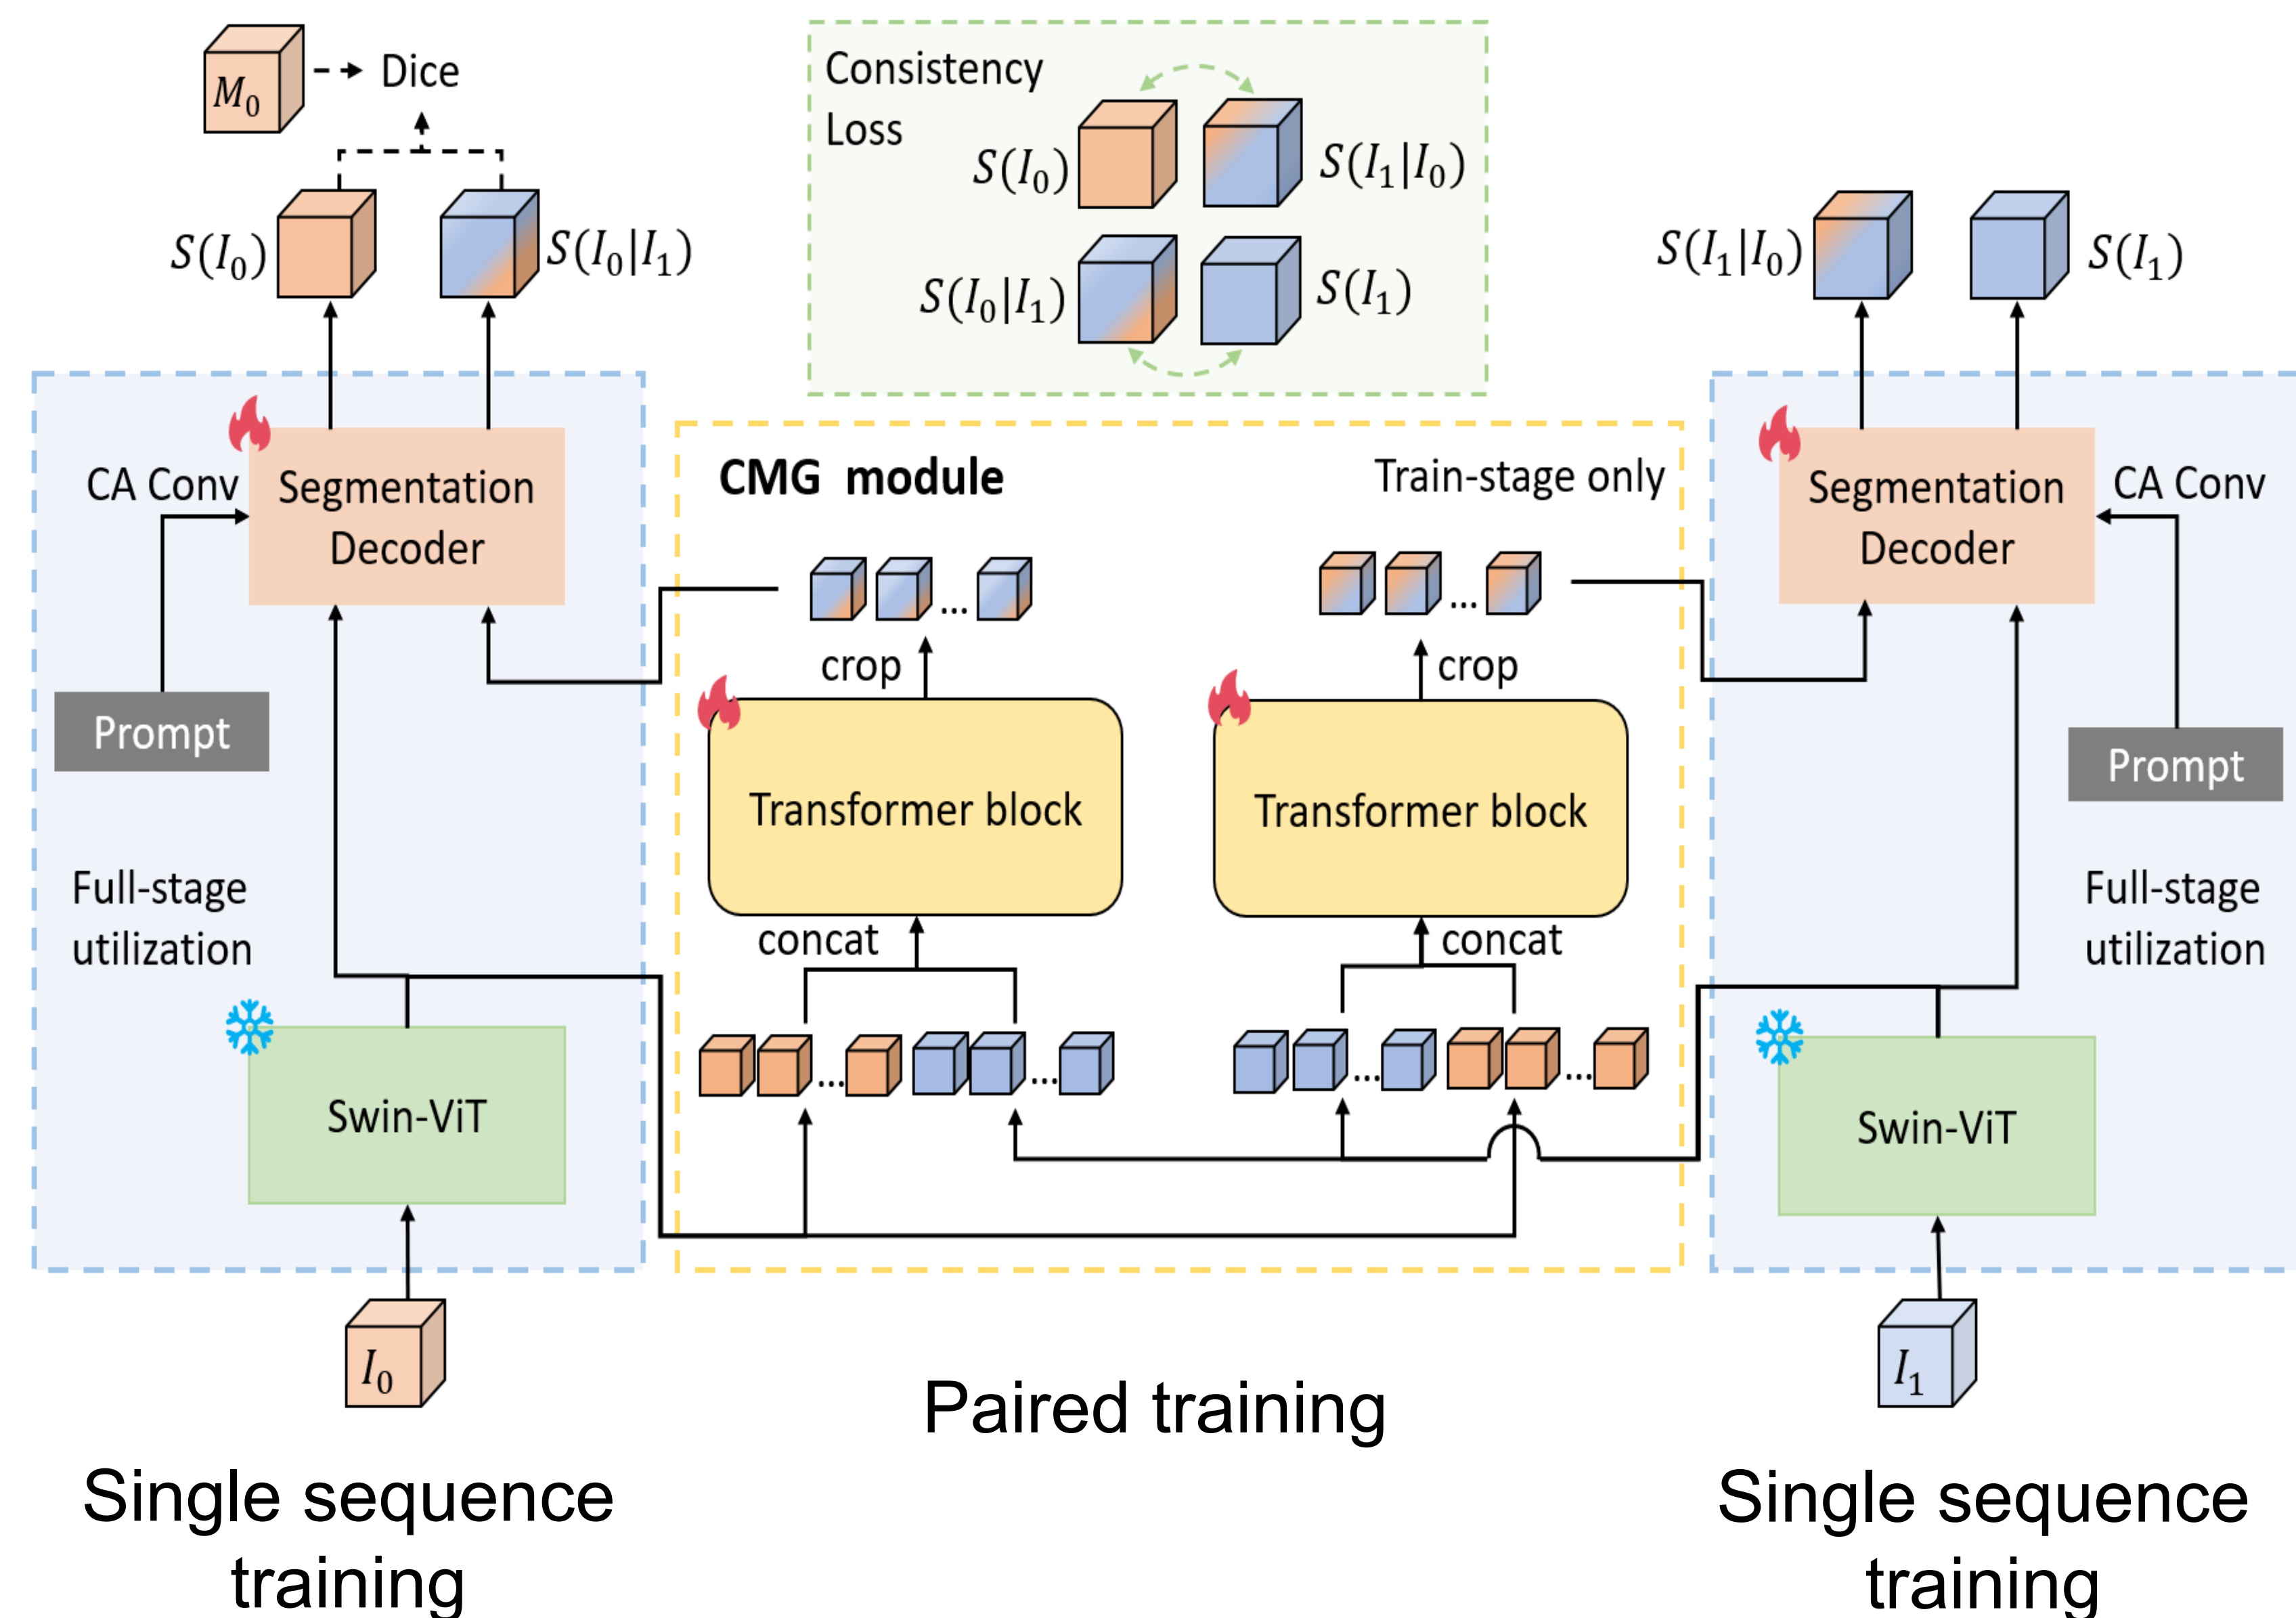 M₀
Dice
S(I₀)
S(I₀|I₁)
Consistency
Loss
S(I₀)
S(I₁|I₀)
S(I₀|I₁)
S(I₁)
S(I₁|I₀)
S(I₁)
CA Conv
Segmentation
Decoder
Prompt
Full-stage
utilization
Swin-ViT
I₀
CMG module
Train-stage only
...
...
crop
crop
Transformer block
Transformer block
concat
concat
...
...
...
...
Segmentation
Decoder
CA Conv
Prompt
Full-stage
utilization
Swin-ViT
I₁
Paired training
Single sequence
training
Single sequence
training